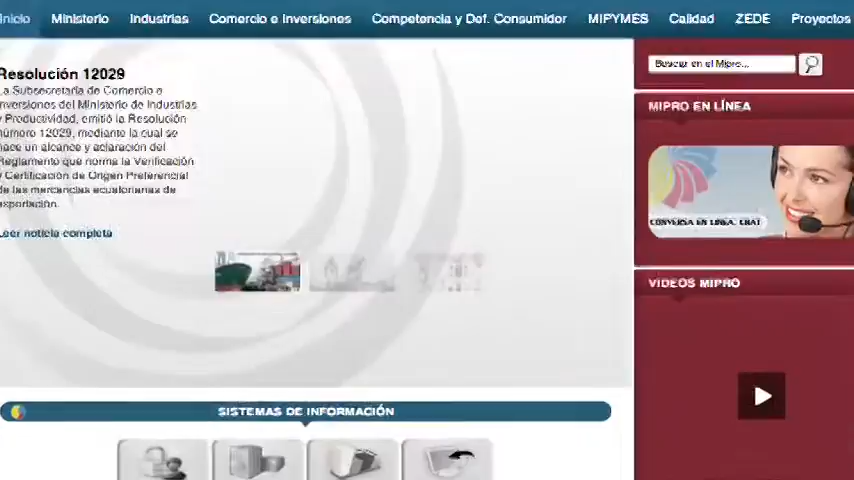 Inicio Ministerio Industrias Comercio e Inversiones Competencia y Def. Consumidor MIPYMES Calidad ZEDE Proyectos
Resolución 12029
La Subsecretaría de Comercio e
Inversiones del Ministerio de Industrias
y Productividad, emitió la Resolución
número 12029, mediante la cual se
hace un alcance y aclaración del
Reglamento que norma la Verificación
y Certificación de Origen Preferencial
de las mercancías ecuatorianas de
exportación.
Leer noticia completa
Buscar en el Mipro...
MIPRO EN LÍNEA
CONVERSA EN LINEA, CHAT
VIDEOS MIPRO
SISTEMAS DE INFORMACIÓN